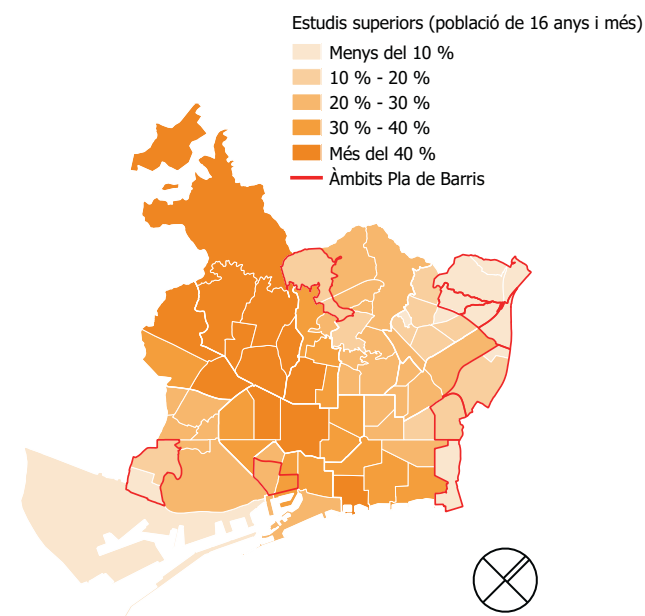 Estudis superiors (població de 16 anys i més)
Menys del 10 %
10 % - 20 %
20 % - 30 %
30 % - 40 %
Més del 40 %
Àmbits Pla de Barris